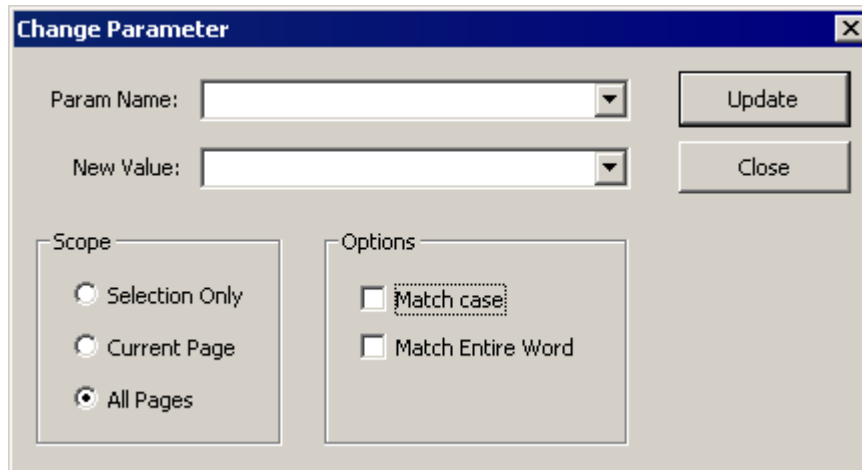 Change Parameter
Param Name:
Update
New Value:
Close
Scope
Selection Only
Current Page
All Pages
Options
Match case
Match Entire Word